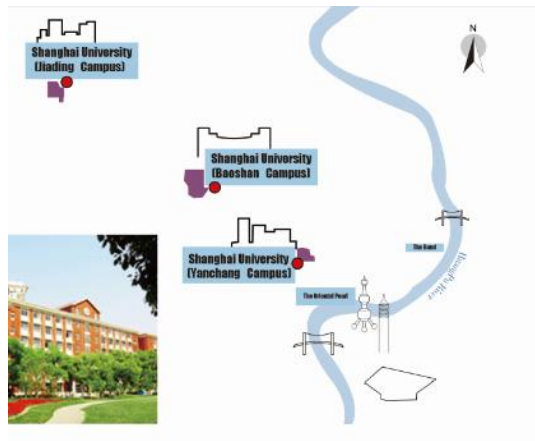 Shanghai University
(Jiading Campus)
N
Shanghai University
(Baoshan Campus)
Shanghai University
(Yanchang Campus)
The Bund
HuangPu River
The Oriental Pearl